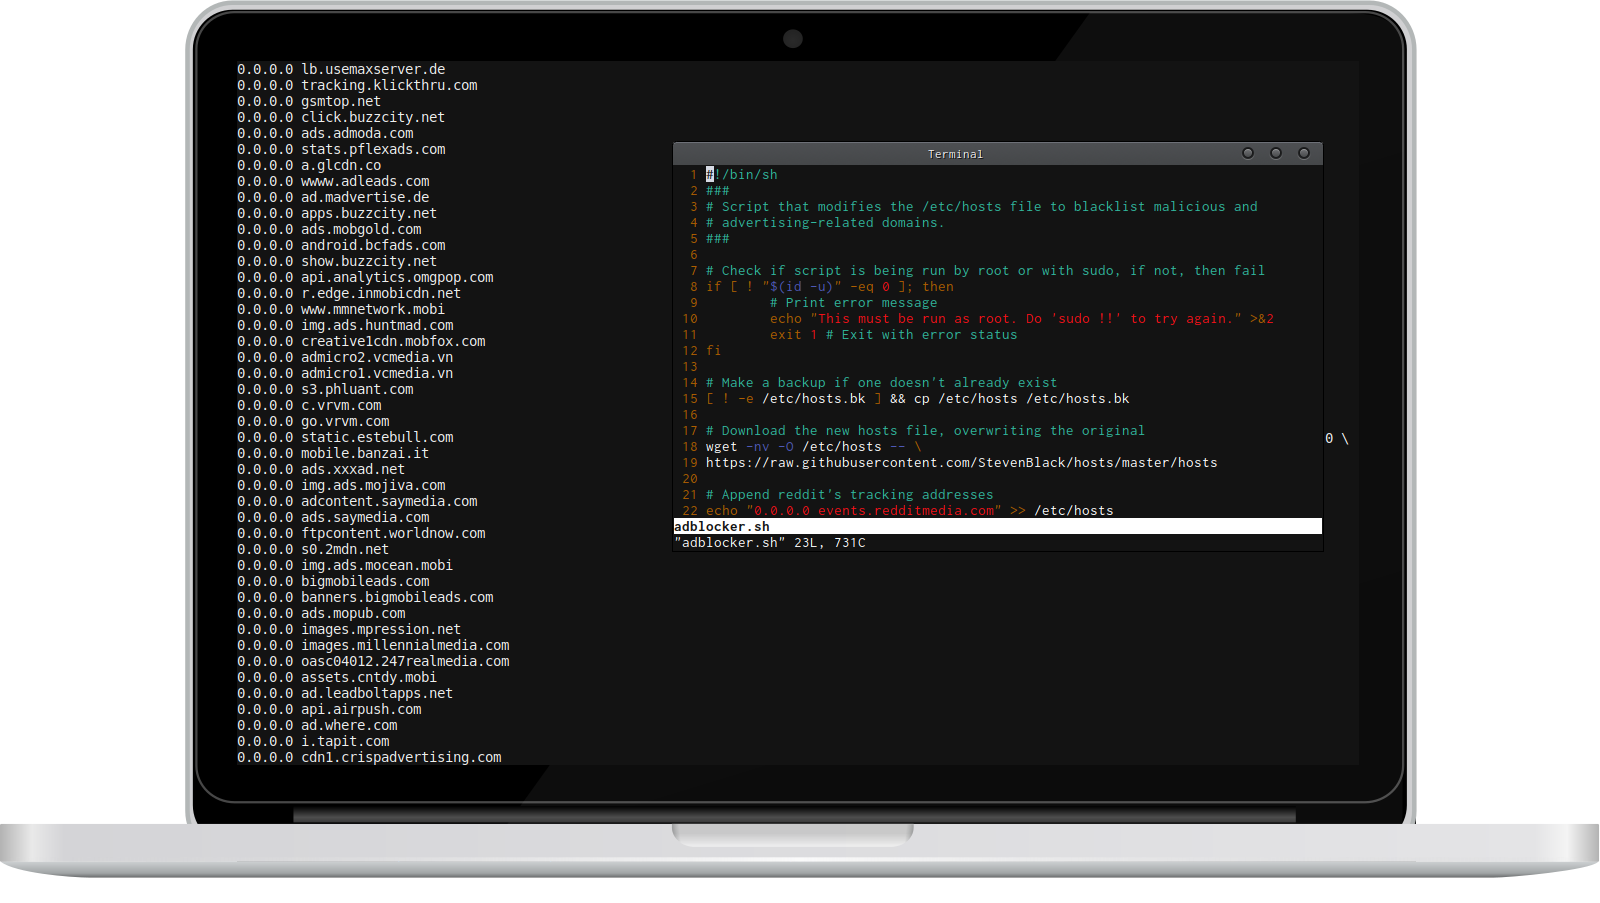 0.0.0.0 lb.usemaxserver.de
0.0.0.0 tracking.klickthru.com
0.0.0.0 gsmtop.net
0.0.0.0 click.buzzcity.net
0.0.0.0 ads.admoda.com
0.0.0.0 stats.pflexads.com
0.0.0.0 a.glcdn.co
0.0.0.0 wwww.adleads.com
0.0.0.0 ad.madvertise.de
0.0.0.0 apps.buzzcity.net
0.0.0.0 ads.mobgold.com
0.0.0.0 android.bcfads.com
0.0.0.0 show.buzzcity.net
0.0.0.0 api.analytics.omgpop.com
0.0.0.0 r.edge.inmobicdn.net
0.0.0.0 www.mmnetwork.mobi
0.0.0.0 img.ads.huntmad.com
0.0.0.0 creative1cdn.mobfox.com
0.0.0.0 admicro2.vcmedia.vn
0.0.0.0 admicro1.vcmedia.vn
0.0.0.0 s3.phluant.com
0.0.0.0 c.vrvm.com
0.0.0.0 go.vrvm.com
0.0.0.0 static.estebull.com
0.0.0.0 mobile.banzai.it
0.0.0.0 ads.xxxad.net
0.0.0.0 img.ads.mojiva.com
0.0.0.0 adcontent.saymedia.com
0.0.0.0 ads.saymedia.com
0.0.0.0 ftpcontent.worldnow.com
0.0.0.0 s0.2mdn.net
0.0.0.0 img.ads.mocean.mobi
0.0.0.0 bigmobileads.com
0.0.0.0 banners.bigmobileads.com
0.0.0.0 ads.mopub.com
0.0.0.0 images.mpression.net
0.0.0.0 images.millennialmedia.com
0.0.0.0 oasc04012.247realmedia.com
0.0.0.0 assets.cntdy.mobi
0.0.0.0 ad.leadboltapps.net
0.0.0.0 api.airpush.com
0.0.0.0 ad.where.com
0.0.0.0 i.tapit.com
0.0.0.0 cdn1.crispadvertising.com
Terminal
1 #!/bin/sh
2 ###
3 # Script that modifies the /etc/hosts file to blacklist malicious and
4 # advertising-related domains.
5 ###
6
7 # Check if script is being run by root or with sudo, if not, then fail
8 if [ ! "$(id -u)" -eq 0 ]; then
9         # Print error message
10         echo "This must be run as root. Do 'sudo !!' to try again." >&2
11         exit 1 # Exit with error status
12 fi
13
14 # Make a backup if one doesn't already exist
15 [ ! -e /etc/hosts.bk ] && cp /etc/hosts /etc/hosts.bk
16
17 # Download the new hosts file, overwriting the original
18 wget -nv -O /etc/hosts -- \
19 https://raw.githubusercontent.com/StevenBlack/hosts/master/hosts
20
21 # Append reddit's tracking addresses
22 echo "0.0.0.0 events.redditmedia.com" >> /etc/hosts
adblocker.sh
"adblocker.sh" 23L, 731C
0 \